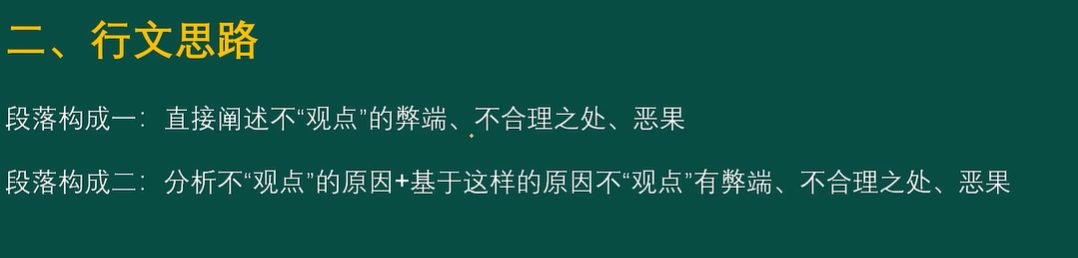 二、行文思路
段落构成一：直接阐述不“观点”的弊端、不合理之处、恶果
段落构成二：分析不“观点”的原因+基于这样的原因不“观点”有弊端、不合理之处、恶果